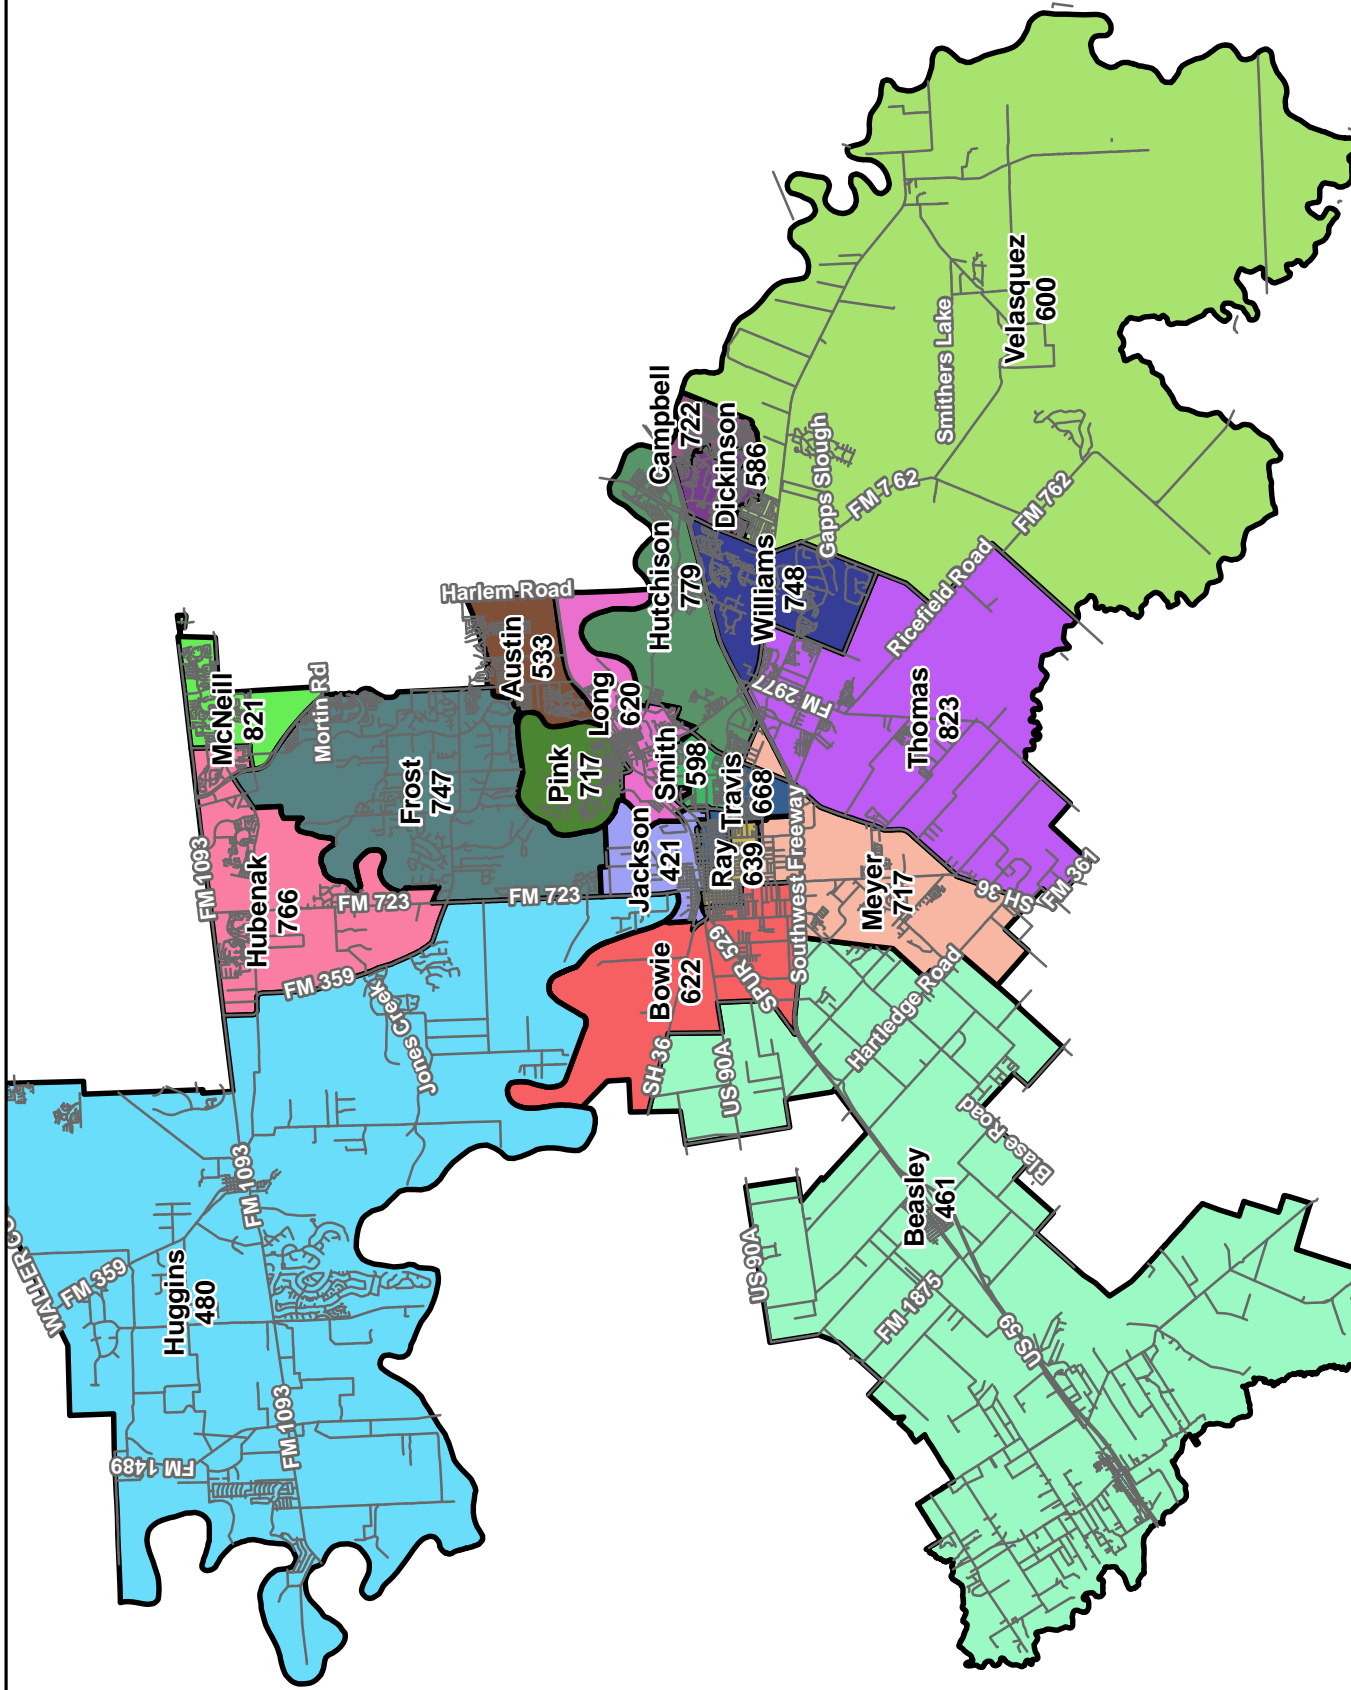 McNeill
821
Mortin Rd
FM 1093
Hubenak
766
FM 723
FM 359
Jones Creek
Frost
747
FM 723
Harlem Road
Austin
533
Pink
717
Long
620
Smith
598
Jackson
421
Ray
639
Travis
668
Hutchison
779
Campbell
722
Dickinson
586
Williams
748
Gapps Slough
FM 762
Smithers Lake
Velasquez
600
FM 762
Ricefield Road
FM 2977
Thomas
823
Southwest Freeway
Meyer
717
SH 36
FM 361
Bowie
622
SPUR 529
SH 36
US 90A
Hartledge Road
Blase Road
Beasley
461
US 90A
FM 1875
US 59
FM 1093
FM 359
Huggins
480
FM 1093
FM 1489